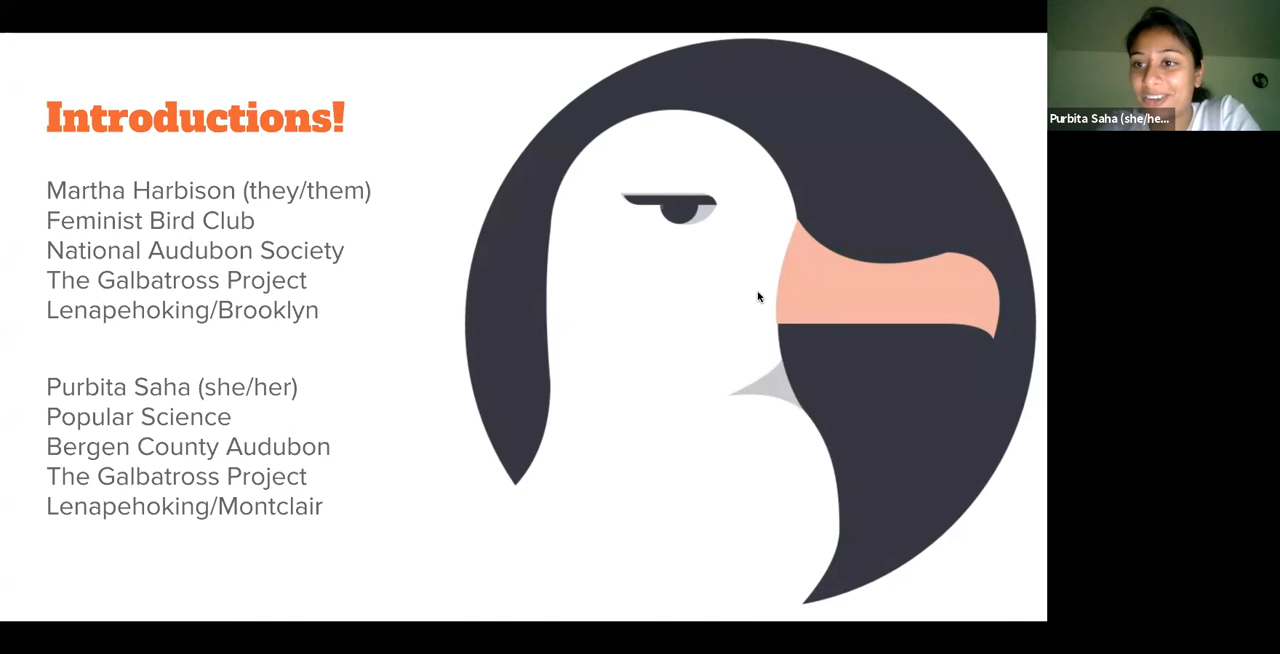 Introductions!
Martha Harbison (they/them)
Feminist Bird Club
National Audubon Society
The Galbatross Project
Lenapehoking/Brooklyn
Purbita Saha (she/her)
Popular Science
Bergen County Audubon
The Galbatross Project
Lenapehoking/Montclair
Purbita Saha (she/he...